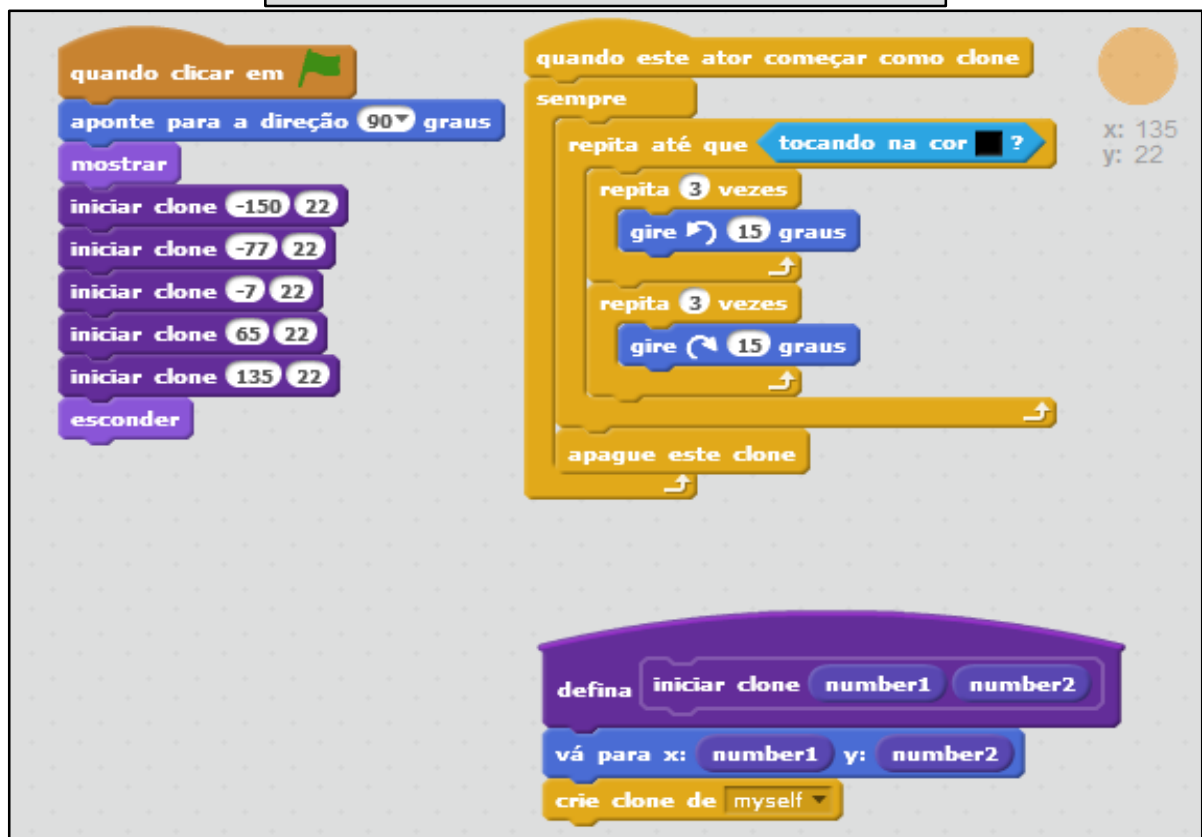 quando clicar em
aponte para a direção 90 graus
mostrar
iniciar clone -150 22
iniciar clone -77 22
iniciar clone -7 22
iniciar clone 65 22
iniciar clone 135 22
esconder
quando este ator começar como clone
sempre
repita até que tocando na cor ?
repita 3 vezes
gire 15 graus
repita 3 vezes
gire 15 graus
apague este clone
x: 135
y: 22
defina iniciar clone number1 number2
vá para x: number1 y: number2
crie clone de myself